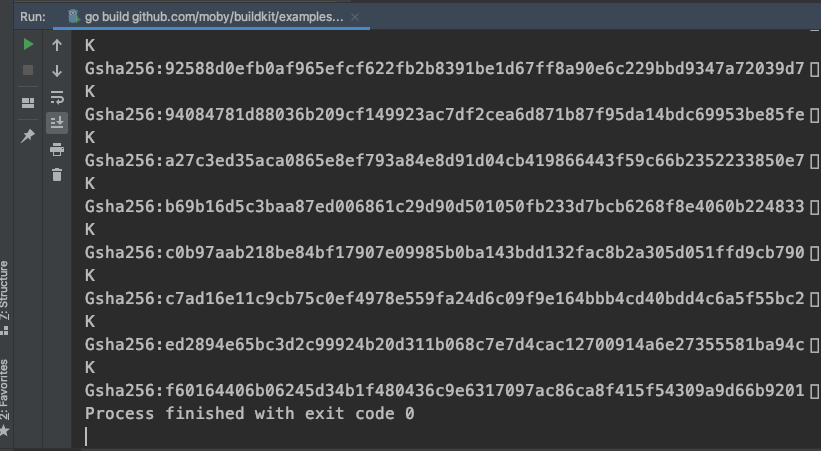 Run: go build github.com/moby/buildkit/examples...
K
Gsha256:92588d0efb0af965efcf622fb2b8391be1d67ff8a90e6c229bbd9347a72039d7
K
Gsha256:94084781d88036b209cf149923ac7df2cea6d871b87f95da14bdc69953be85fe
K
Gsha256:a27c3ed35aca0865e8ef793a84e8d91d04cb419866443f59c66b2352233850e7
K
Gsha256:b69b16d5c3baa87ed006861c29d90d501050fb233d7bcb6268f8e4060b224833
K
Gsha256:c0b97aab218be84bf17907e09985b0ba143bdd132fac8b2a305d051ffd9cb790
K
Gsha256:c7ad16e11c9cb75c0ef4978e559fa24d6c09f9e164bbb4cd40bdd4c6a5f55bc2
K
Gsha256:ed2894e65bc3d2c99924b20d311b068c7e7d4cac12700914a6e27355581ba94c
K
Gsha256:f60164406b06245d34b1f480436c9e6317097ac86ca8f415f54309a9d66b9201
Process finished with exit code 0
7: Structure
2: Favorites